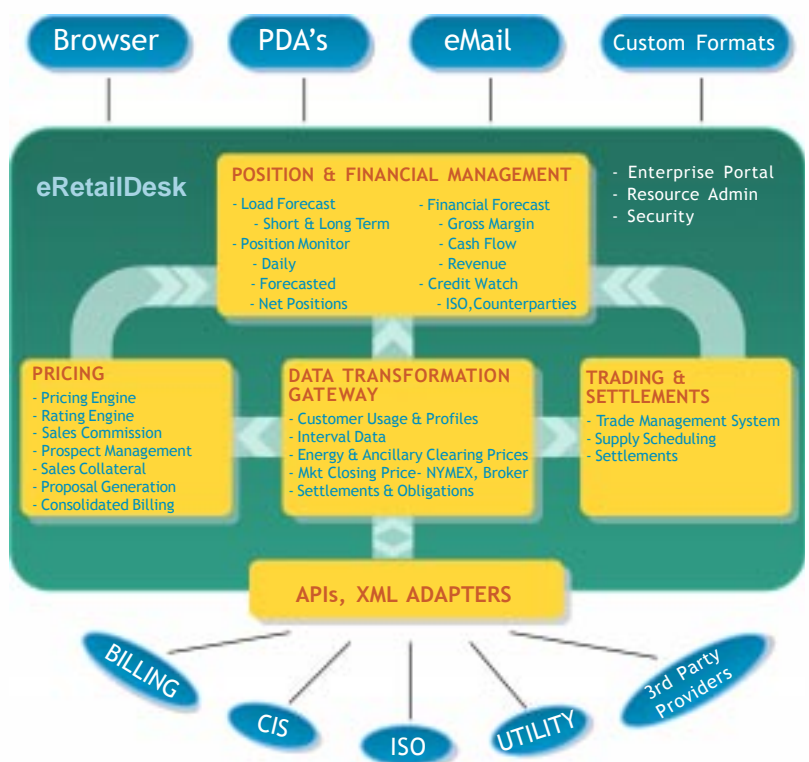 Browser
PDA's
eMail
Custom Formats
eRetailDesk
POSITION & FINANCIAL MANAGEMENT
- Load Forecast
- Short & Long Term
- Position Monitor
- Daily
- Forecasted
- Net Positions
- Financial Forecast
- Gross Margin
- Cash Flow
- Revenue
- Credit Watch
- ISO,Counterparties
- Enterprise Portal
- Resource Admin
- Security
PRICING
- Pricing Engine
- Rating Engine
- Sales Commission
- Prospect Management
- Sales Collateral
- Proposal Generation
- Consolidated Billing
DATA TRANSFORMATION
GATEWAY
- Customer Usage & Profiles
- Interval Data
- Energy & Ancillary Clearing Prices
- Mkt Closing Price- NYMEX, Broker
- Settlements & Obligations
TRADING &
SETTLEMENTS
- Trade Management System
- Supply Scheduling
- Settlements
APIs, XML ADAPTERS
BILLING
CIS
ISO
UTILITY
3rd Party
Providers